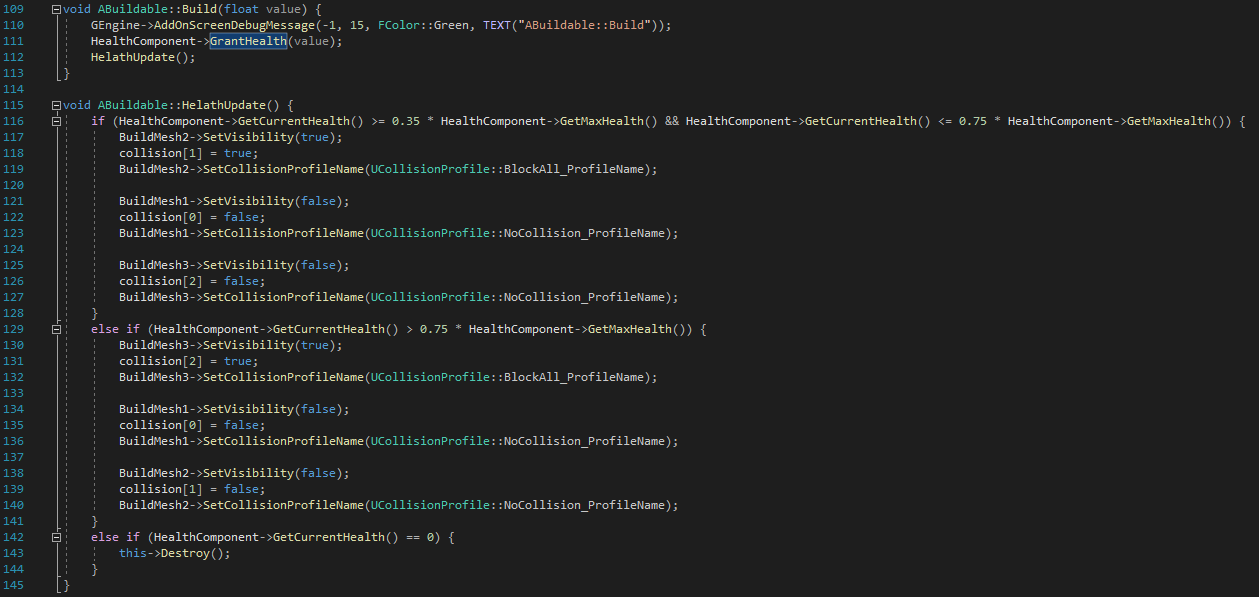 109 void ABuildable::Build(float value) {
110 GEngine->AddOnScreenDebugMessage(-1, 15, FColor::Green, TEXT("ABuildable::Build"));
111 HealthComponent->GrantHealth(value);
112 HelathUpdate();
113 }
114
115 void ABuildable::HelathUpdate() {
116 if (HealthComponent->GetCurrentHealth() >= 0.35 * HealthComponent->GetMaxHealth() && HealthComponent->GetCurrentHealth() <= 0.75 * HealthComponent->GetMaxHealth()) {
117 BuildMesh2->SetVisibility(true);
118 collision[1] = true;
119 BuildMesh2->SetCollisionProfileName(UCollisionProfile::BlockAll_ProfileName);
120
121 BuildMesh1->SetVisibility(false);
122 collision[0] = false;
123 BuildMesh1->SetCollisionProfileName(UCollisionProfile::NoCollision_ProfileName);
124
125 BuildMesh3->SetVisibility(false);
126 collision[2] = false;
127 BuildMesh3->SetCollisionProfileName(UCollisionProfile::NoCollision_ProfileName);
128 }
129 else if (HealthComponent->GetCurrentHealth() > 0.75 * HealthComponent->GetMaxHealth()) {
130 BuildMesh3->SetVisibility(true);
131 collision[2] = true;
132 BuildMesh3->SetCollisionProfileName(UCollisionProfile::BlockAll_ProfileName);
133
134 BuildMesh1->SetVisibility(false);
135 collision[0] = false;
136 BuildMesh1->SetCollisionProfileName(UCollisionProfile::NoCollision_ProfileName);
137
138 BuildMesh2->SetVisibility(false);
139 collision[1] = false;
140 BuildMesh2->SetCollisionProfileName(UCollisionProfile::NoCollision_ProfileName);
141 }
142 else if (HealthComponent->GetCurrentHealth() == 0) {
143 this->Destroy();
144 }
145 }